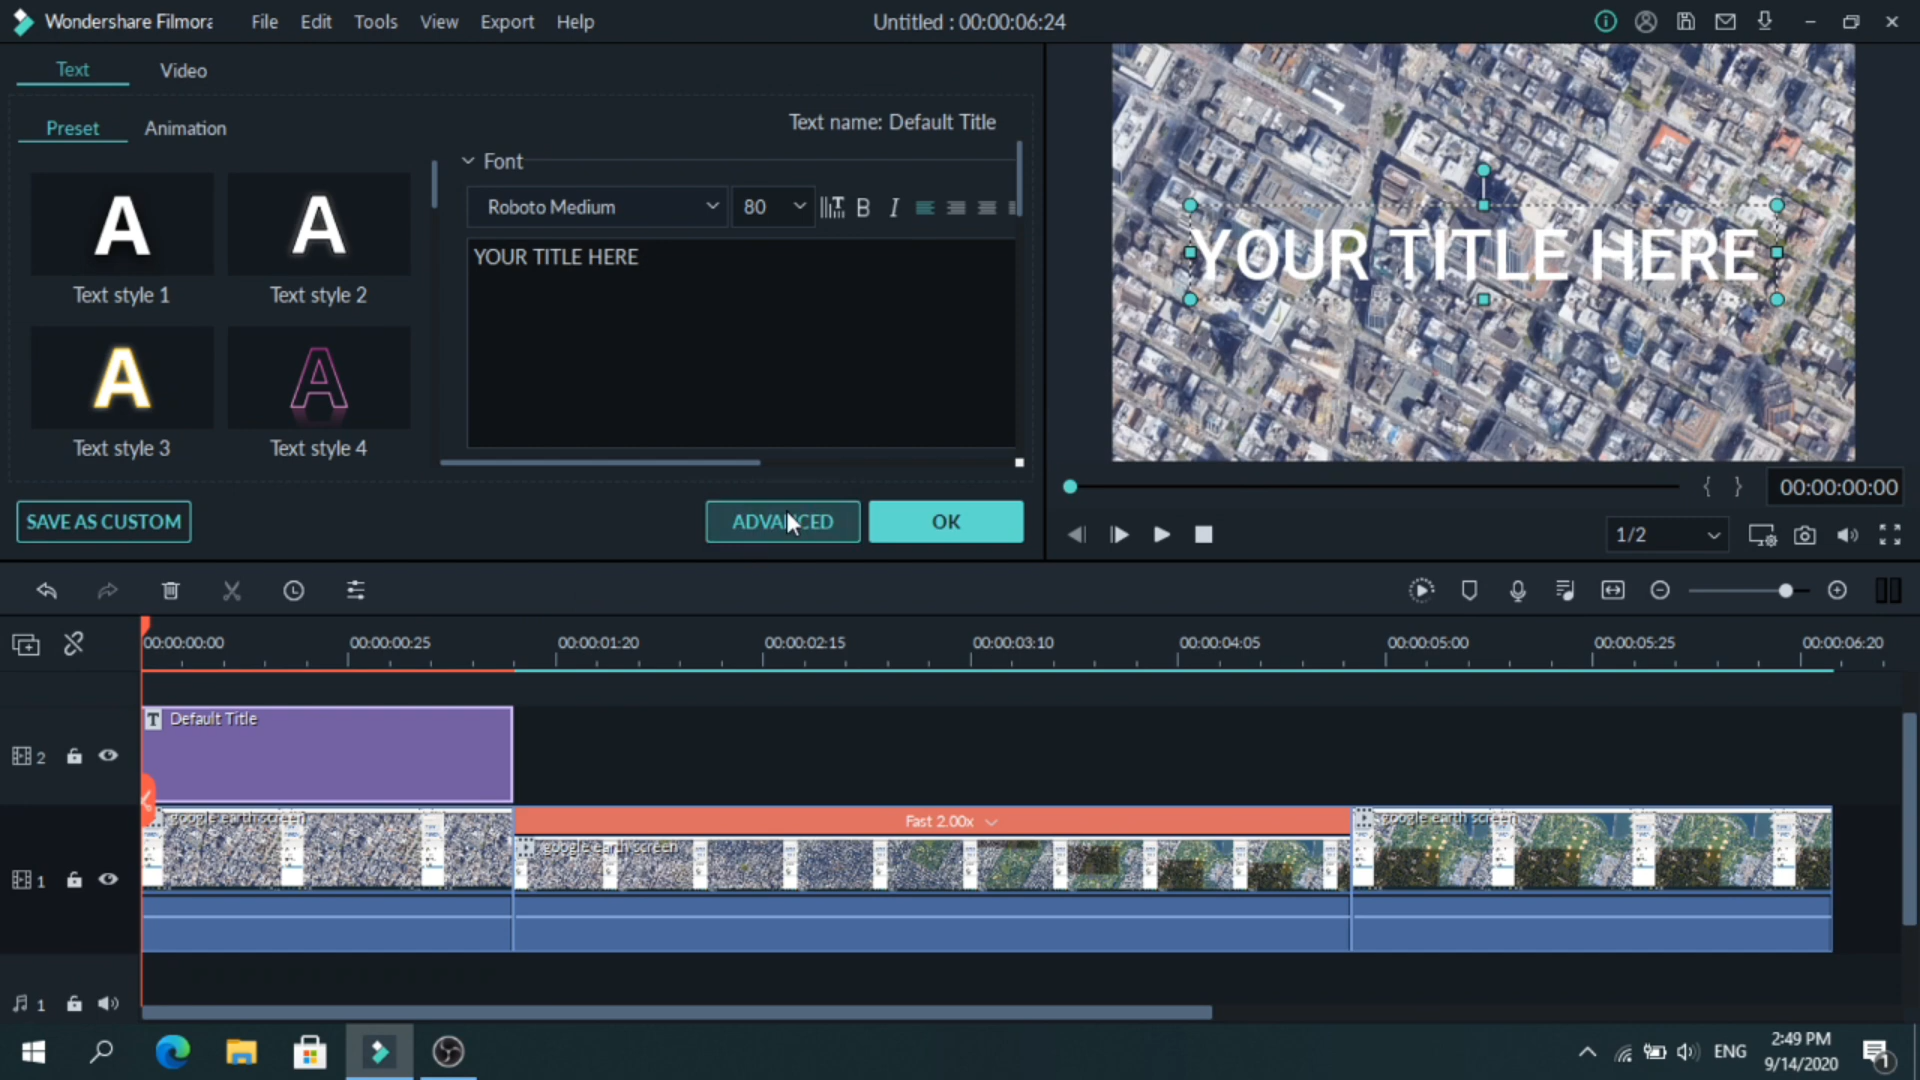 Wondershare Filmora
File Edit Tools View Export Help
Untitled : 00:00:06:24
Text Video
Preset Animation
Text name: Default Title
Font
Roboto Medium
80
B I
YOUR TITLE HERE
A
Text style 1
A
Text style 2
A
Text style 3
A
Text style 4
SAVE AS CUSTOM
ADVANCED
OK
YOUR TITLE HERE
{ }
00:00:00:00
1/2
00:00:00:00
00:00:00:25
00:00:01:20
00:00:02:15
00:00:03:10
00:00:04:05
00:00:05:00
00:00:05:25
00:00:06:20
2
T Default Title
1
google earth screen
Fast 2.00x
google earth screen
google earth screen
1
ENG
2:49 PM
9/14/2020
1